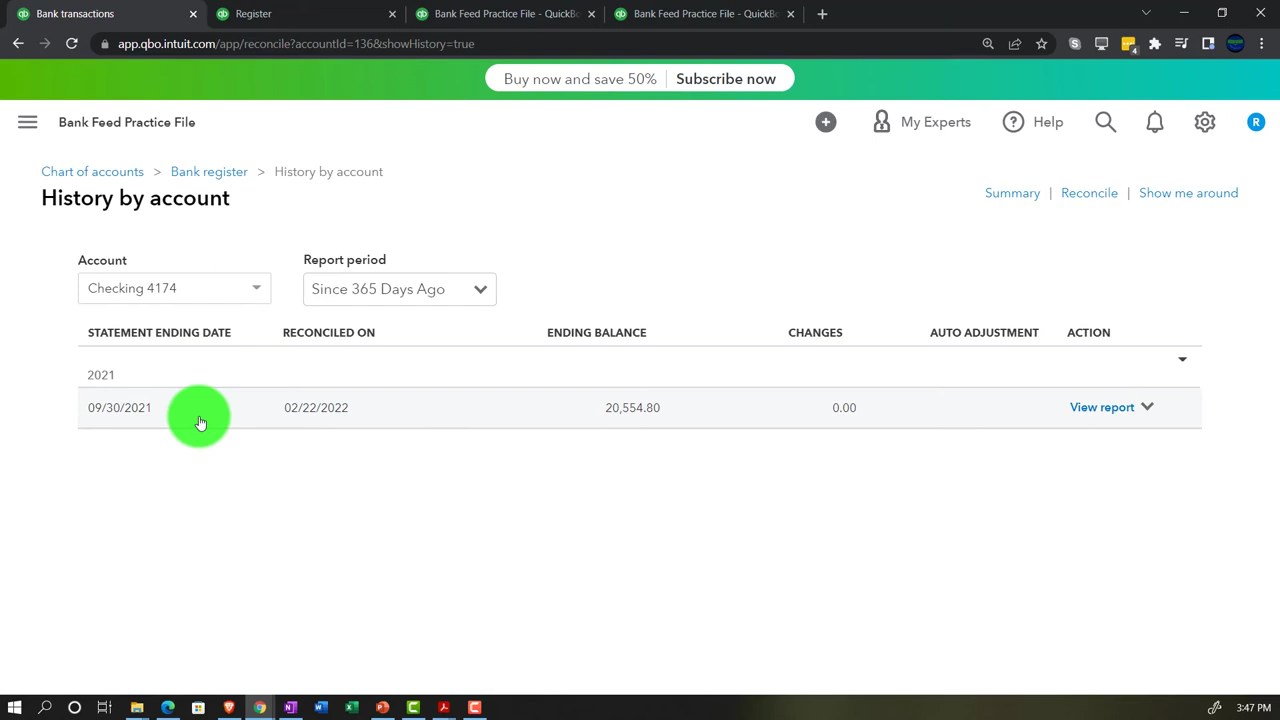 Bank transactions
Register
Bank Feed Practice File - QuickBo
Bank Feed Practice File - QuickBo
app.qbo.intuit.com/app/reconcile?accountId=136&showHistory=true
4
Buy now and save 50% | Subscribe now
Bank Feed Practice File
My Experts
Help
R
Chart of accounts > Bank register > History by account
History by account
Summary | Reconcile | Show me around
Account
Report period
Checking 4174
Since 365 Days Ago
STATEMENT ENDING DATE RECONCILED ON ENDING BALANCE CHANGES AUTO ADJUSTMENT ACTION
2021
09/30/2021 02/22/2022 20,554.80 0.00 View report
3:47 PM